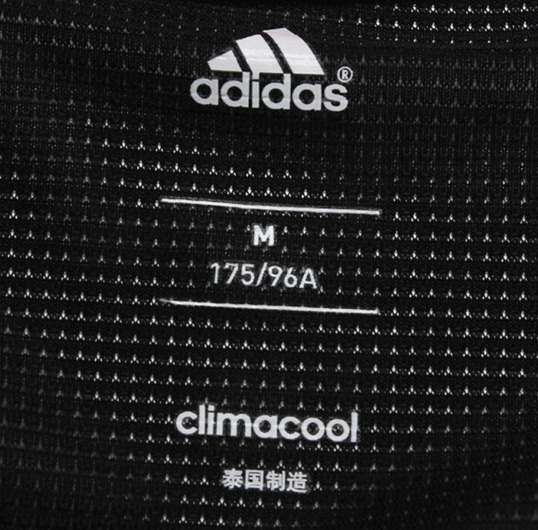 adidas®
M
175/96A
climacool
泰国制造